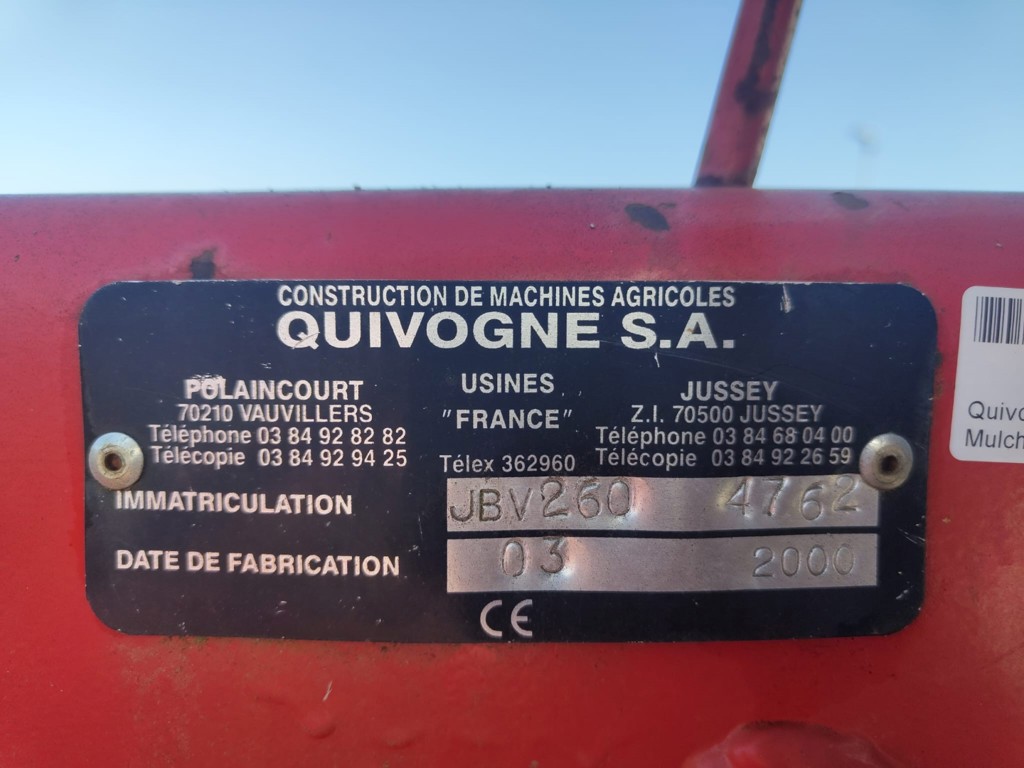 CONSTRUCTION DE MACHINES AGRICOLES
QUIVOGNE S.A.
POLAINCOURT
70210 VAUVILLERS
Téléphone 03 84 92 82 82
Télécopie 03 84 92 94 25
USINES
"FRANCE"
Télex 362960
JUSSEY
Z.I. 70500 JUSSEY
Téléphone 03 84 68 04 00
Télécopie 03 84 92 26 59
IMMATRICULATION JBV260 4762
DATE DE FABRICATION 03 2000
CE
Quivo
Mulch